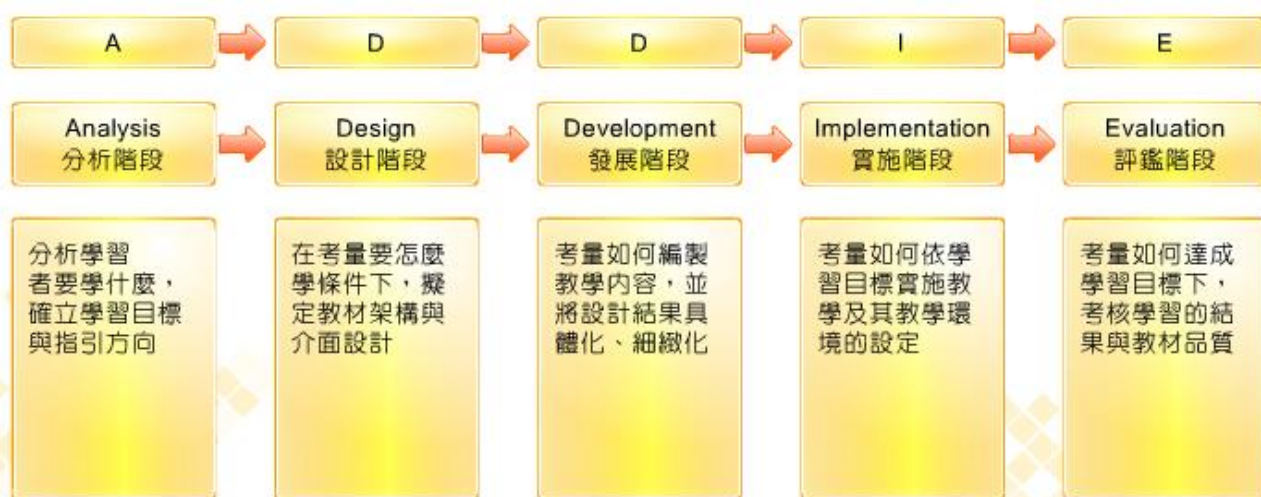 A
D
D
I
E
Analysis
分析階段
Design
設計階段
Development
發展階段
Implementation
實施階段
Evaluation
評鑑階段
分析學習
者要學什麼，
確立學習目標
與指引方向
在考量要怎麼
學條件下，擬
定教材架構與
介面設計
考量如何編製
教學內容，並
將設計結果具
體化、細緻化
考量如何依學
習目標實施教
學及其教學環
境的設定
考量如何達成
學習目標下，
考核學習的結
果與教材品質